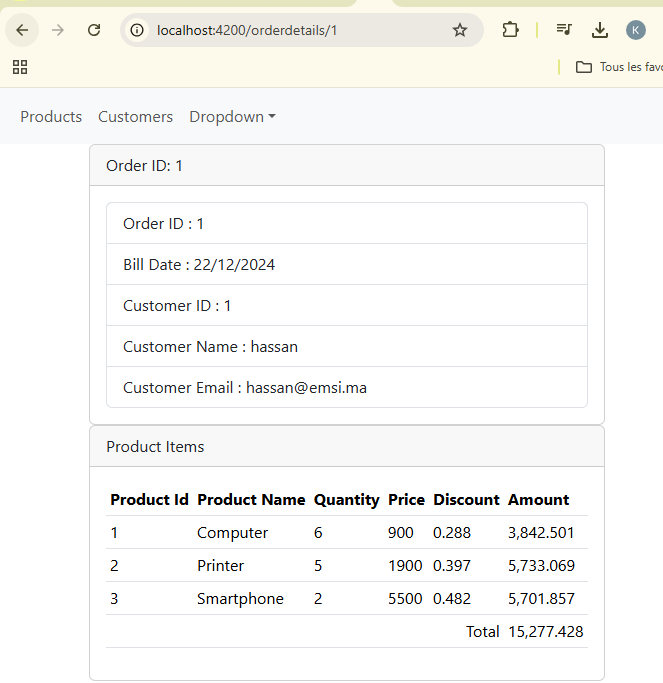 localhost:4200/orderdetails/1
K
Tous les favo
Products Customers Dropdown
Order ID: 1
Order ID : 1
Bill Date : 22/12/2024
Customer ID : 1
Customer Name : hassan
Customer Email : hassan@emsi.ma
Product Items
Product Id Product Name Quantity Price Discount Amount
1 Computer 6 900 0.288 3,842.501
2 Printer 5 1900 0.397 5,733.069
3 Smartphone 2 5500 0.482 5,701.857
Total 15,277.428